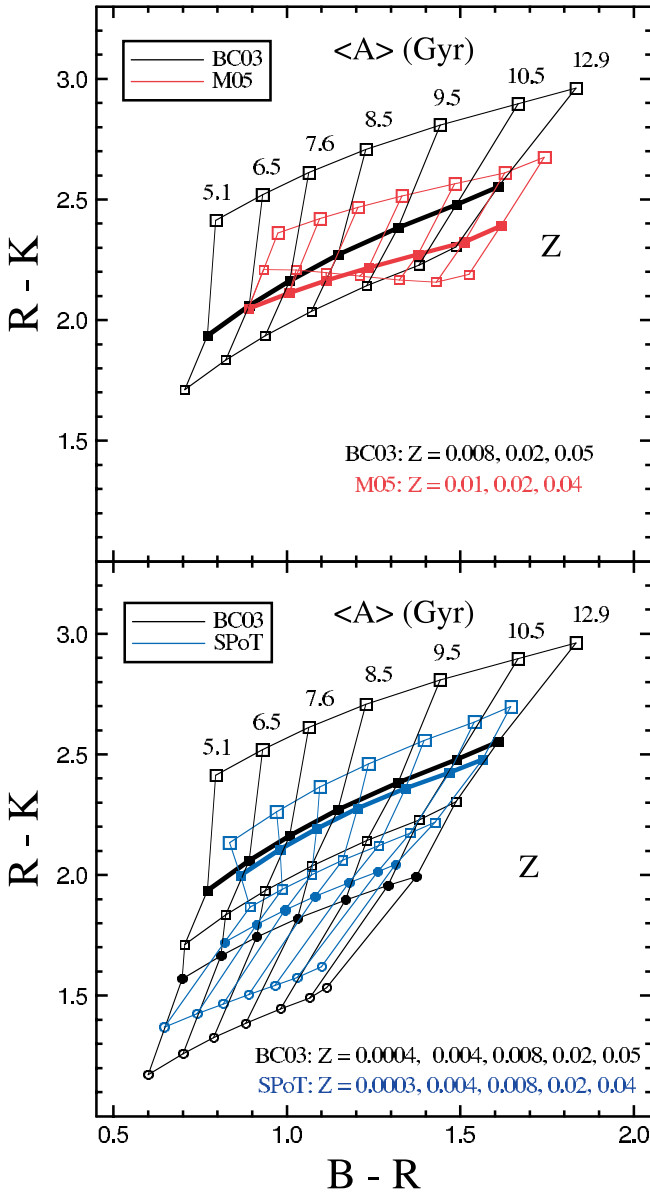 BC03
M05
<A> (Gyr)
12.9
10.5
9.5
8.5
7.6
6.5
5.1
3.0
2.5
2.0
1.5
R - K
Z
BC03: Z = 0.008, 0.02, 0.05
M05: Z = 0.01, 0.02, 0.04
BC03
SPoT
<A> (Gyr)
12.9
10.5
9.5
8.5
7.6
6.5
5.1
3.0
2.5
2.0
1.5
R - K
Z
BC03: Z = 0.0004, 0.004, 0.008, 0.02, 0.05
SPoT: Z = 0.0003, 0.004, 0.008, 0.02, 0.04
0.5 1.0 1.5 2.0
B - R